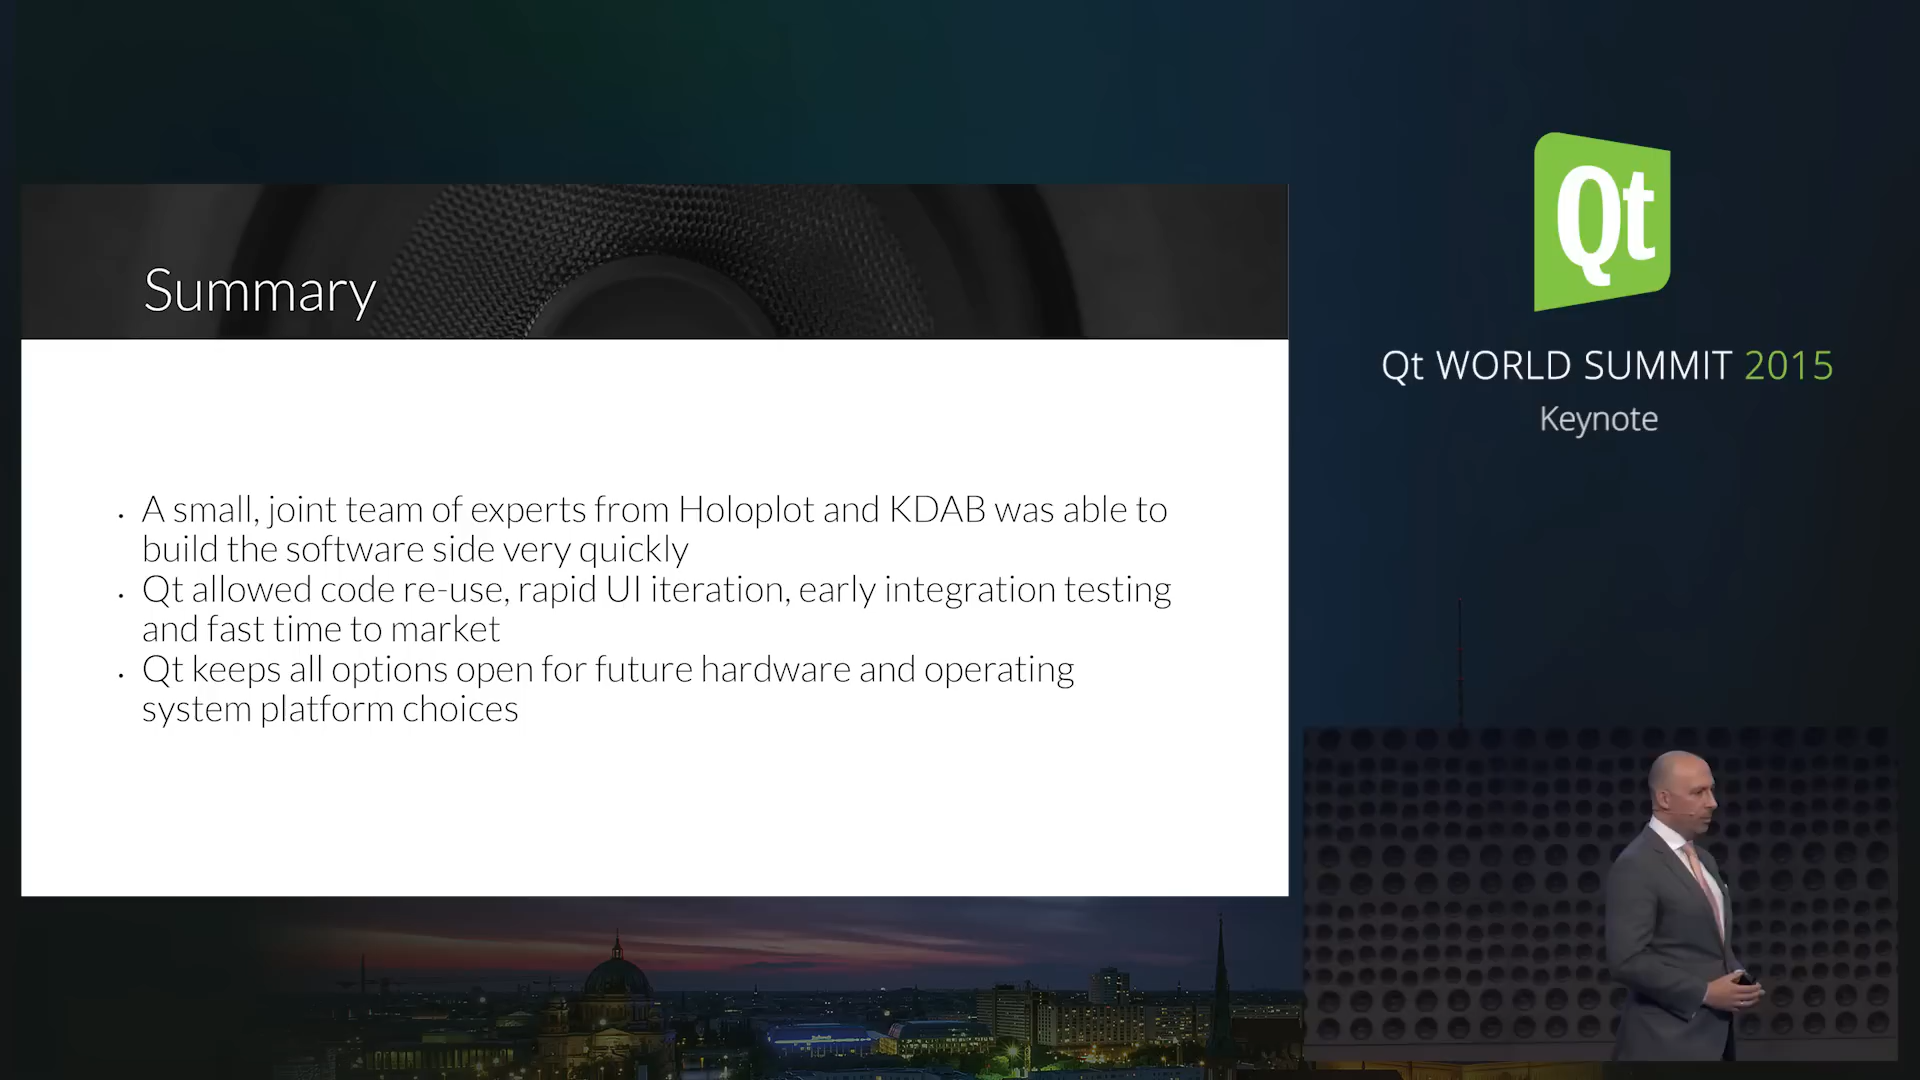 Qt
Qt WORLD SUMMIT 2015
Keynote
Summary
• A small, joint team of experts from Holoplot and KDAB was able to
build the software side very quickly
• Qt allowed code re-use, rapid UI iteration, early integration testing
and fast time to market
• Qt keeps all options open for future hardware and operating
system platform choices